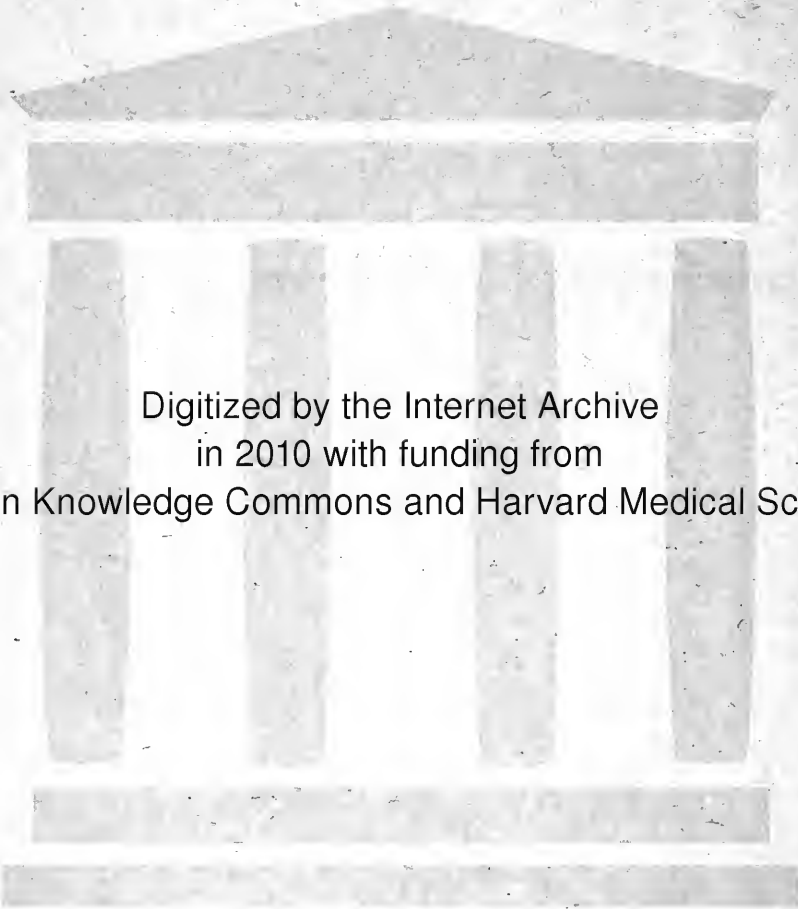 Digitized by the Internet Archive
in 2010 with funding from
n Knowledge Commons and Harvard Medical Sc